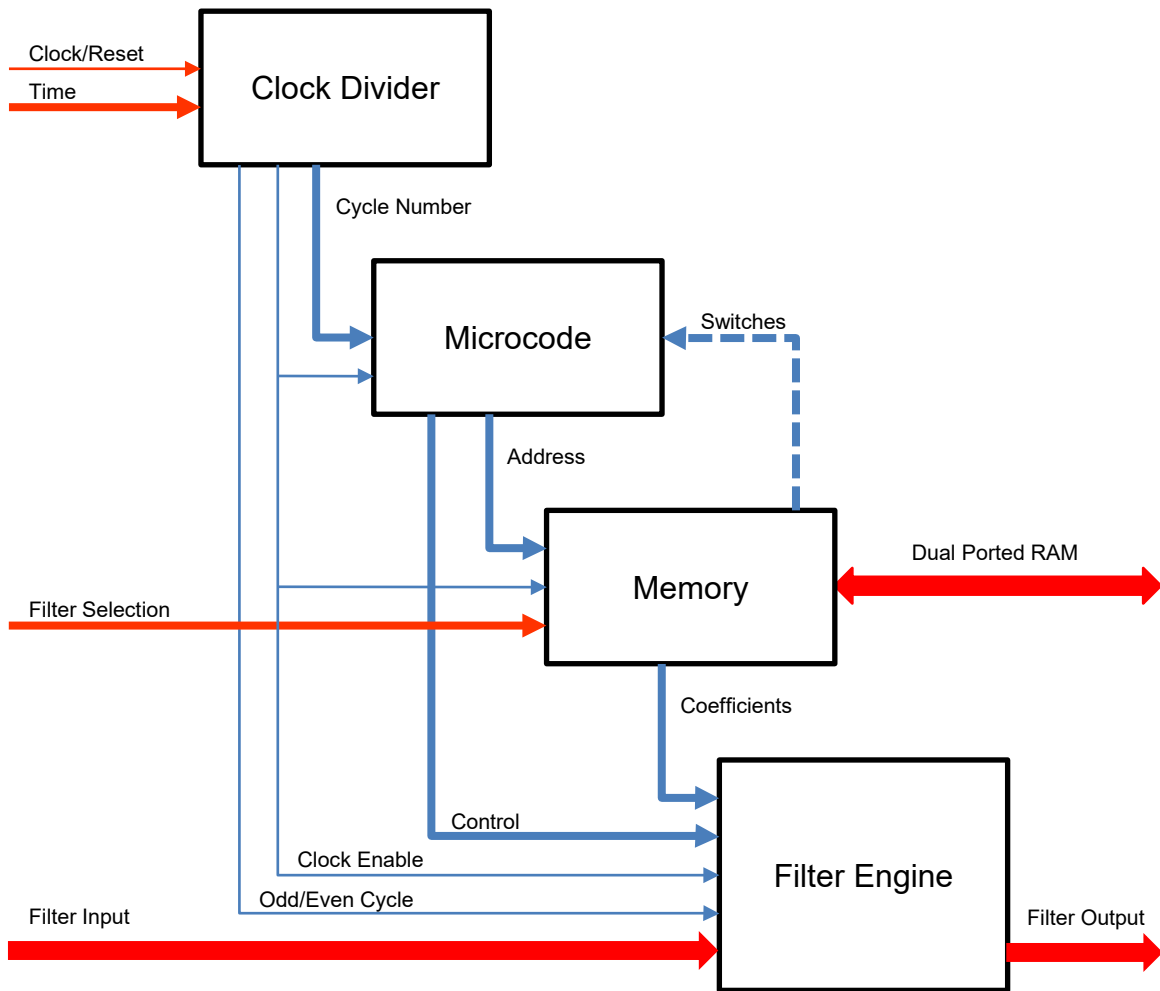 Clock/Reset
Clock Divider
Time
Cycle Number
Switches
Microcode
Address
Dual Ported RAM
Memory
Filter Selection
Coefficients
Control
Clock Enable
Filter Engine
Odd/Even Cycle
Filter Input
Filter Output